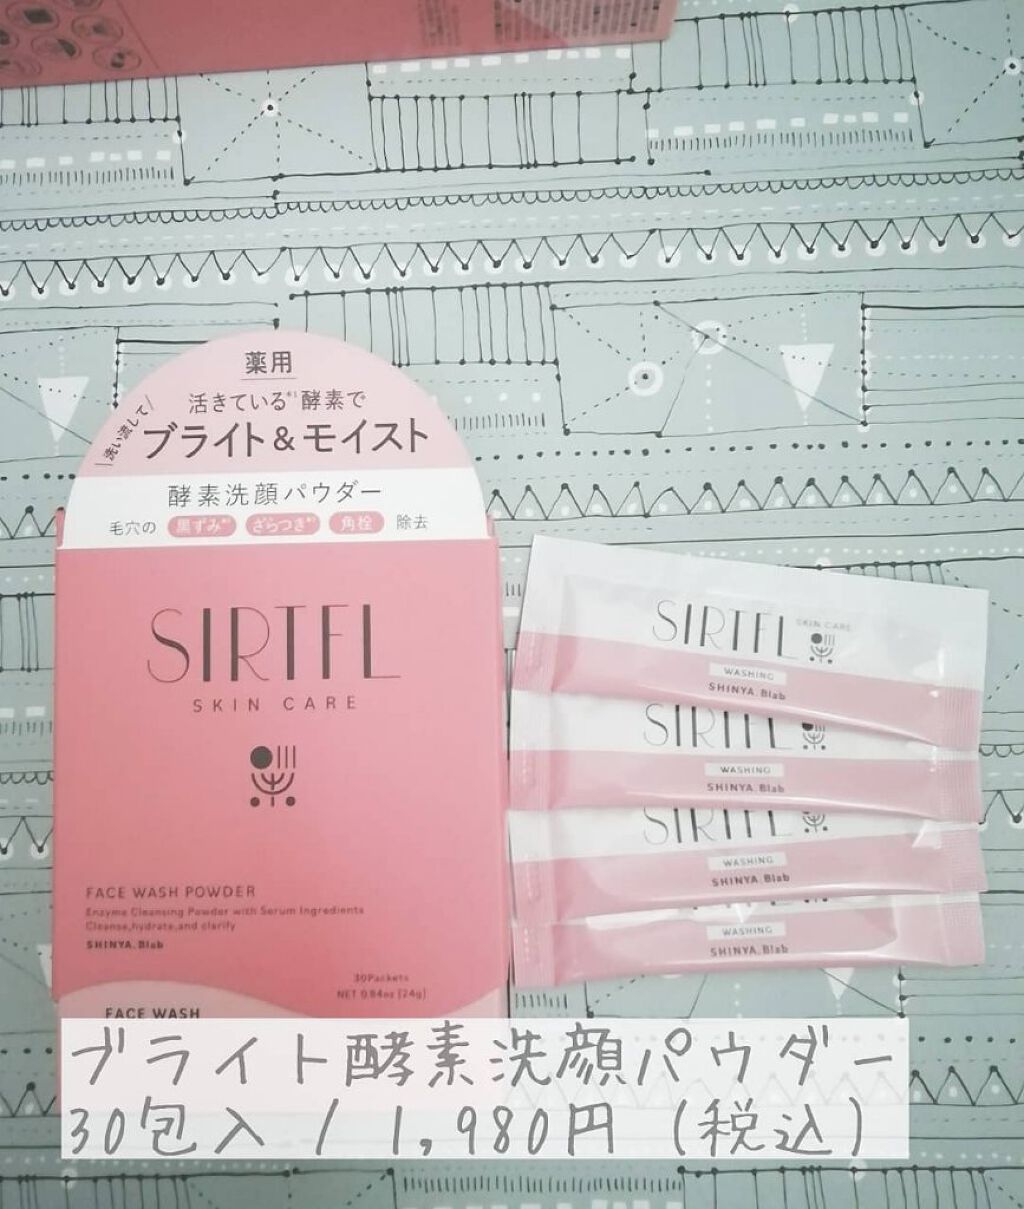 薬用
\洗い流して/
活きている*¹酵素で
ブライト&モイスト
酵素洗顔パウダー
毛穴の 黒ずみ*² ざらつき*² 角栓 除去
SIRTFL
SKIN CARE
FACE WASH POWDER
Enzyme Cleansing Powder with Serum Ingredients
Cleanse,hydrate,and clarify
SHINYA.Blab
30Packets
NET 0.84oz [24g]
FACE WASH
SIRTFL
SKIN CARE
WASHING
SHINYA.Blab
SIRTFL
WASHING
SHINYA.Blab
SIRTFL
WASHING
SHINYA.Blab
WASHING
SHINYA.Blab
ブライト酵素洗顔パウダー
30包入 / 1,980円 (税込)